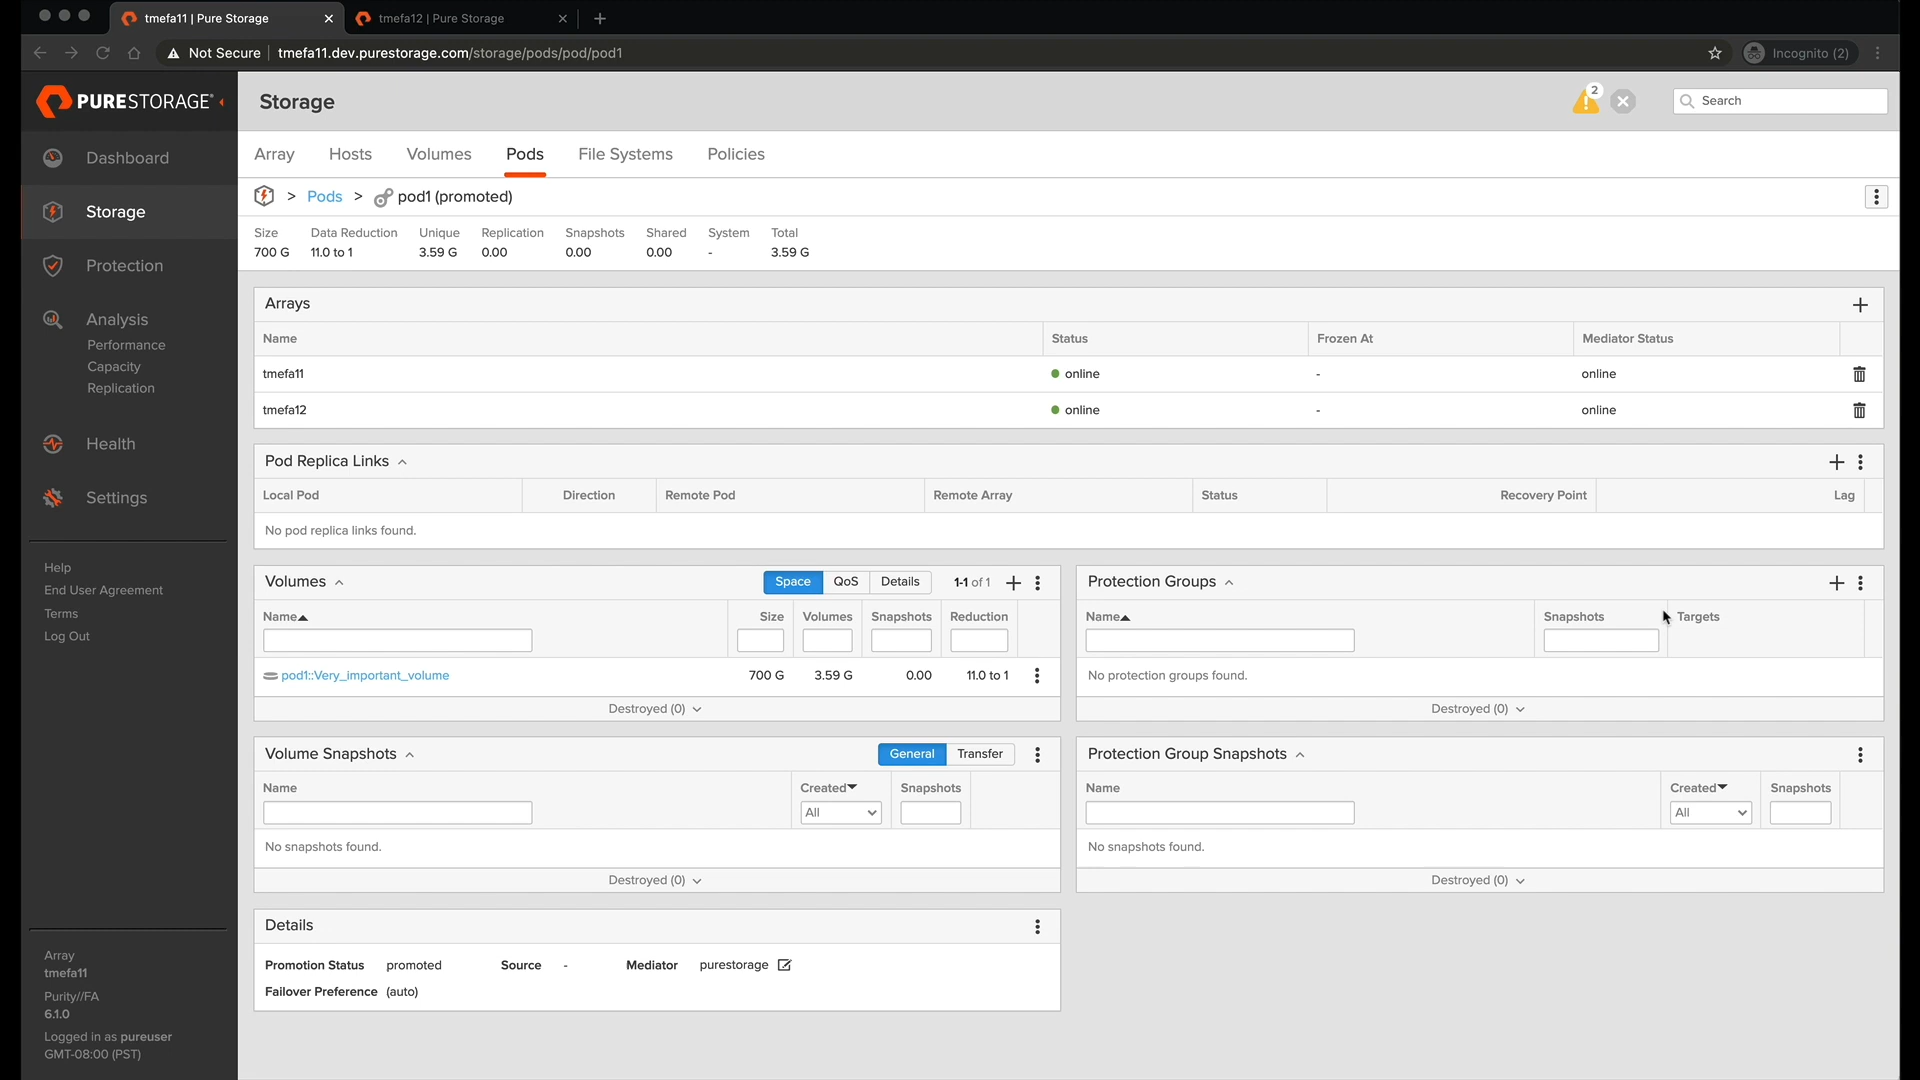 tmefa11 | Pure Storage
tmefa12 | Pure Storage
Not Secure
tmefa11.dev.purestorage.com/storage/pods/pod/pod1
Incognito (2)
PURESTORAGE®
Storage
2
Search
Dashboard
Storage
Protection
Analysis
Performance
Capacity
Replication
Health
Settings
Help
End User Agreement
Terms
Log Out
Array
tmefa11
Purity//FA
6.1.0
Logged in as pureuser
GMT-08:00 (PST)
Array Hosts Volumes Pods File Systems Policies
> Pods > pod1 (promoted)
Size Data Reduction Unique Replication Snapshots Shared System Total
700 G 11.0 to 1 3.59 G 0.00 0.00 0.00 - 3.59 G
Arrays
Name Status Frozen At Mediator Status
tmefa11 online - online
tmefa12 online - online
Pod Replica Links
Local Pod Direction Remote Pod Remote Array Status Recovery Point Lag
No pod replica links found.
Volumes Space QoS Details 1-1 of 1
Name Size Volumes Snapshots Reduction
pod1::Very_important_volume 700 G 3.59 G 0.00 11.0 to 1
Destroyed (0)
Protection Groups
Name Snapshots Targets
No protection groups found.
Destroyed (0)
Volume Snapshots General Transfer
Name Created Snapshots
All
No snapshots found.
Destroyed (0)
Protection Group Snapshots
Name Created Snapshots
All
No snapshots found.
Destroyed (0)
Details
Promotion Status promoted Source - Mediator purestorage
Failover Preference (auto)